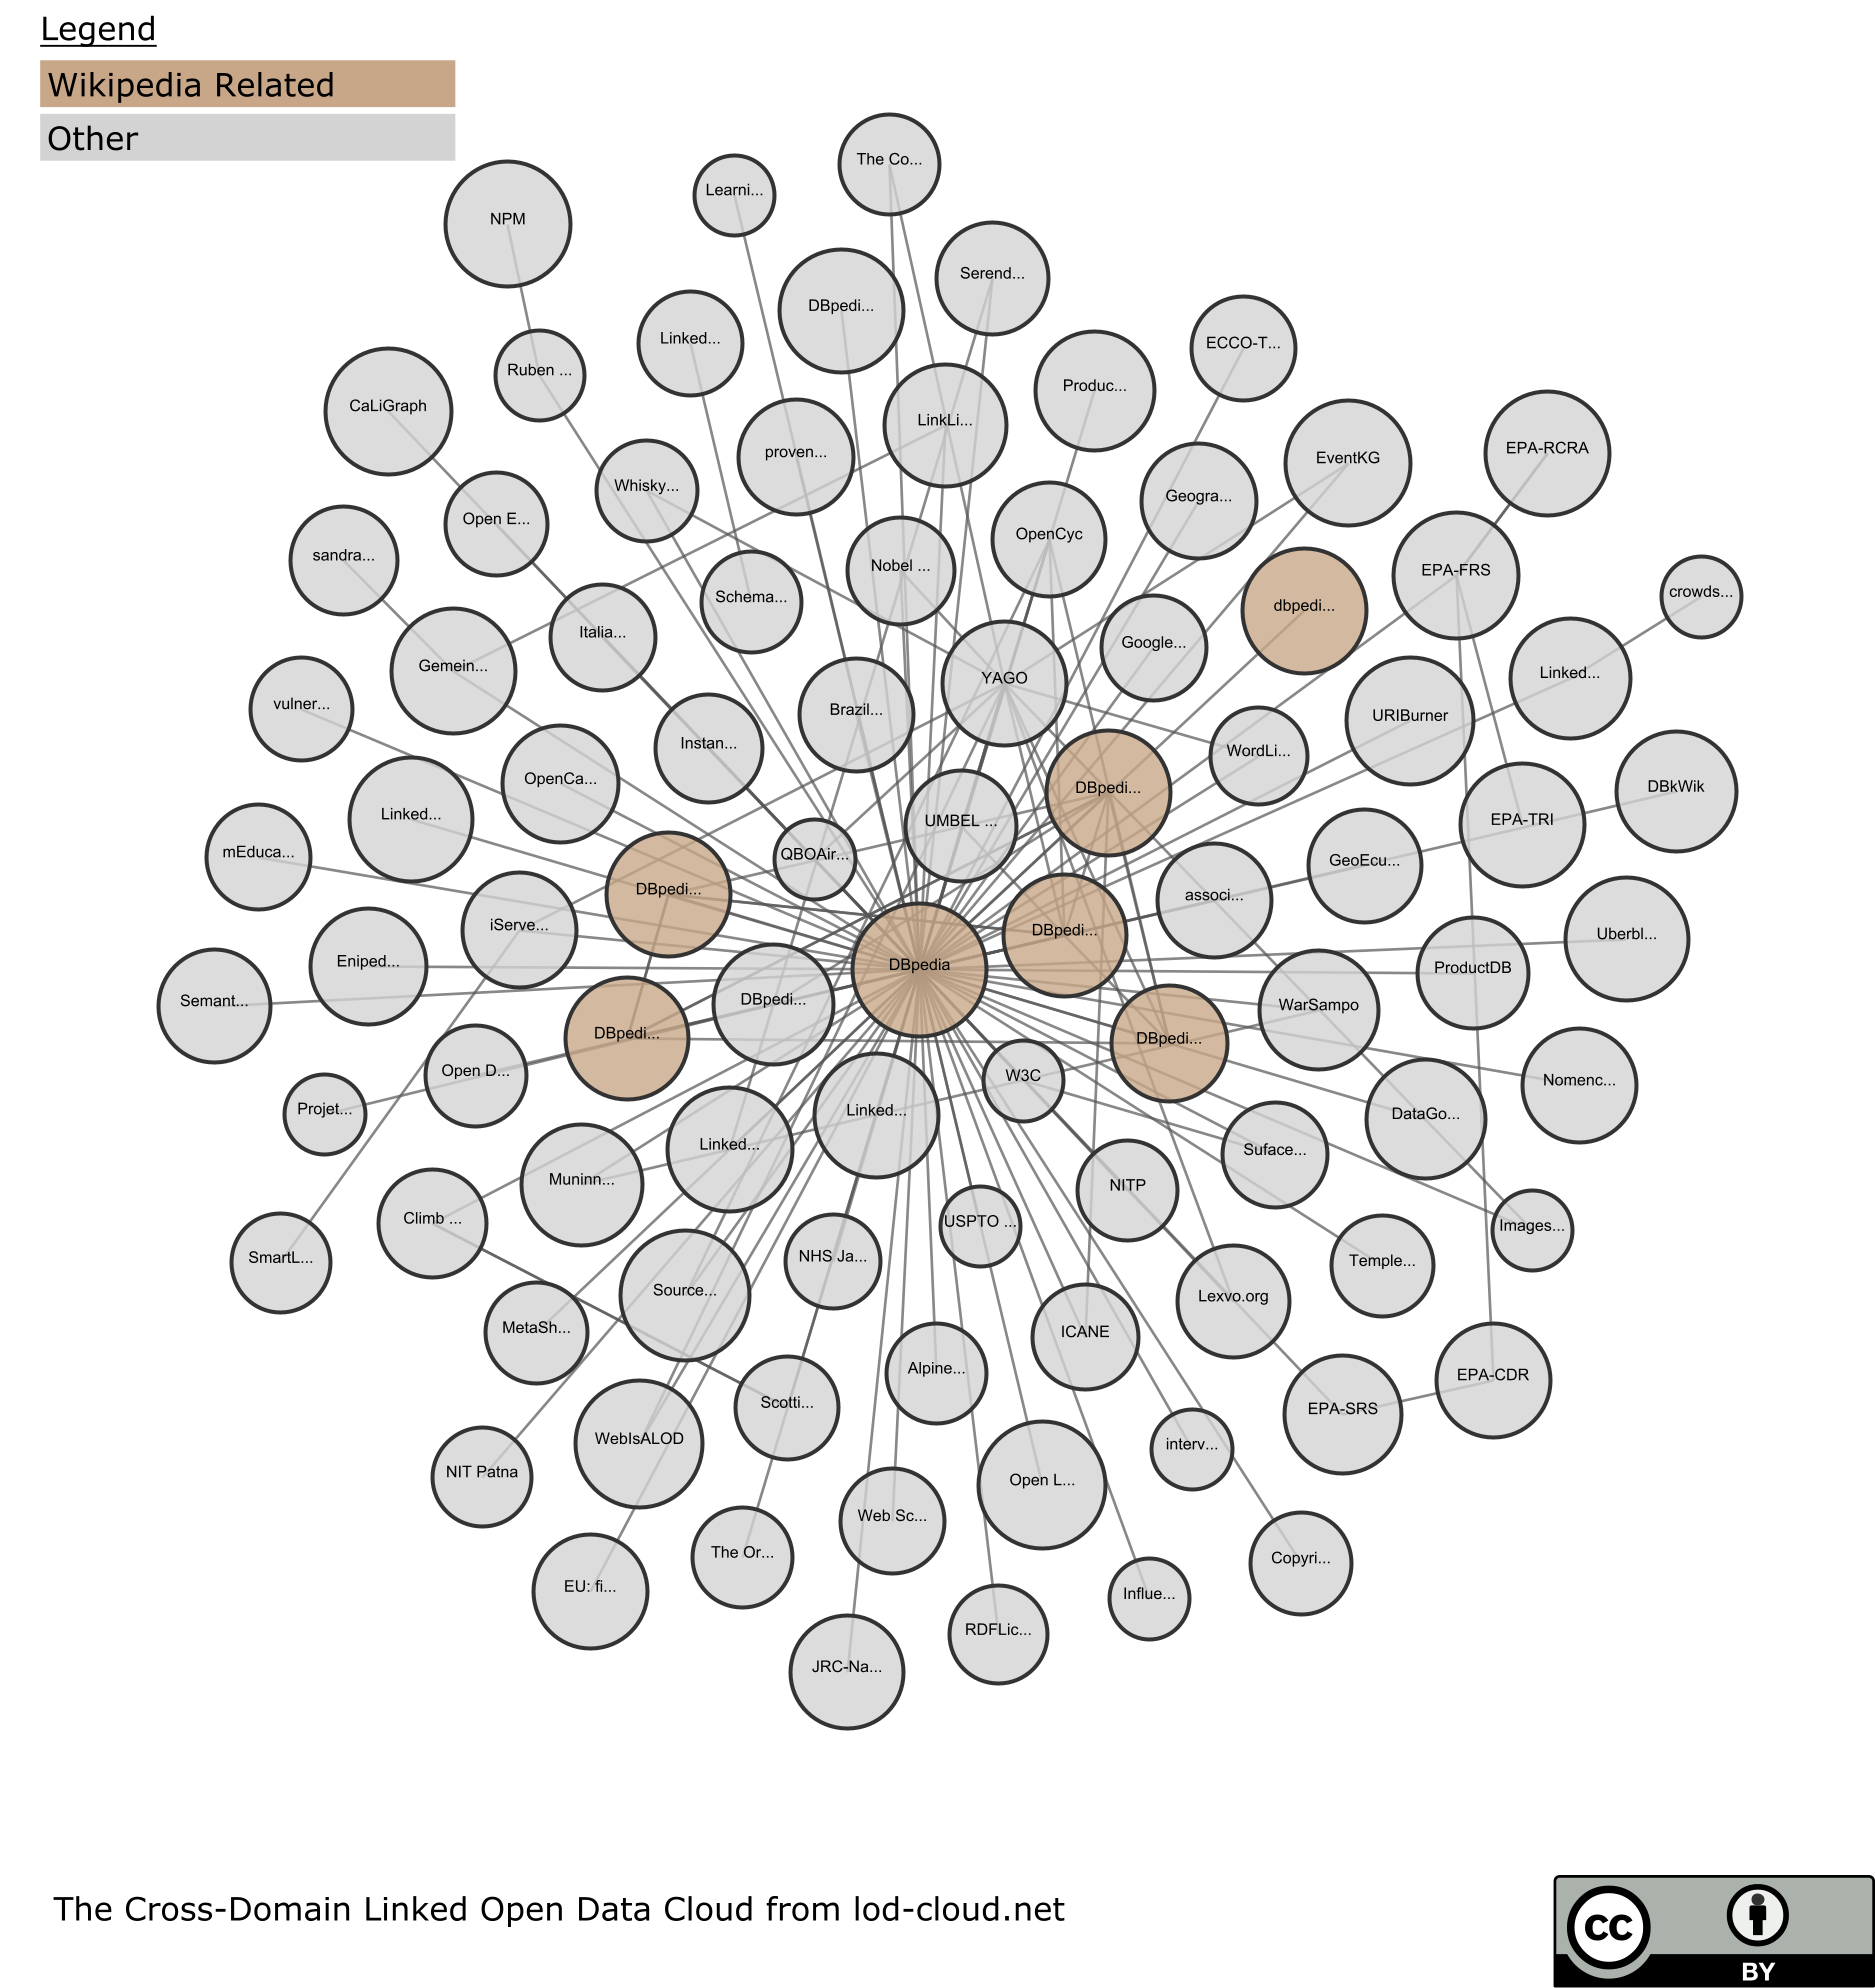 Legend
Wikipedia Related
Other
The Co...
Learni...
NPM
Serend...
DBpedi...
Linked...
ECCO-T...
Ruben ...
Produc...
CaLiGraph
LinkLi...
EPA-RCRA
proven...
EventKG
Whisky...
Geogra...
Open E...
OpenCyc
sandra...
Nobel ...
EPA-FRS
crowds...
Schema...
dbpedi...
Italia...
Google...
Gemein...
Linked...
YAGO
vulner...
Brazil...
URIBurner
Instan...
WordLi...
OpenCa...
DBpedi...
DBkWik
Linked...
UMBEL ...
EPA-TRI
mEduca...
QBOAir...
GeoEcu...
DBpedi...
associ...
iServe...
DBpedi...
Uberbl...
Eniped...
DBpedia
ProductDB
Semant...
DBpedi...
WarSampo
DBpedi...
DBpedi...
Open D...
W3C
Nomenc...
Projet...
Linked...
DataGo...
Linked...
Suface...
Muninn...
NITP
Climb ...
USPTO ...
Images...
SmartL...
NHS Ja...
Temple...
Source...
Lexvo.org
MetaSh...
ICANE
Alpine...
EPA-CDR
Scotti...
EPA-SRS
WebIsALOD
interv...
NIT Patna
Open L...
Web Sc...
The Or...
Copyri...
EU: fi...
Influe...
RDFLic...
JRC-Na...
The Cross-Domain Linked Open Data Cloud from lod-cloud.net
cc
BY